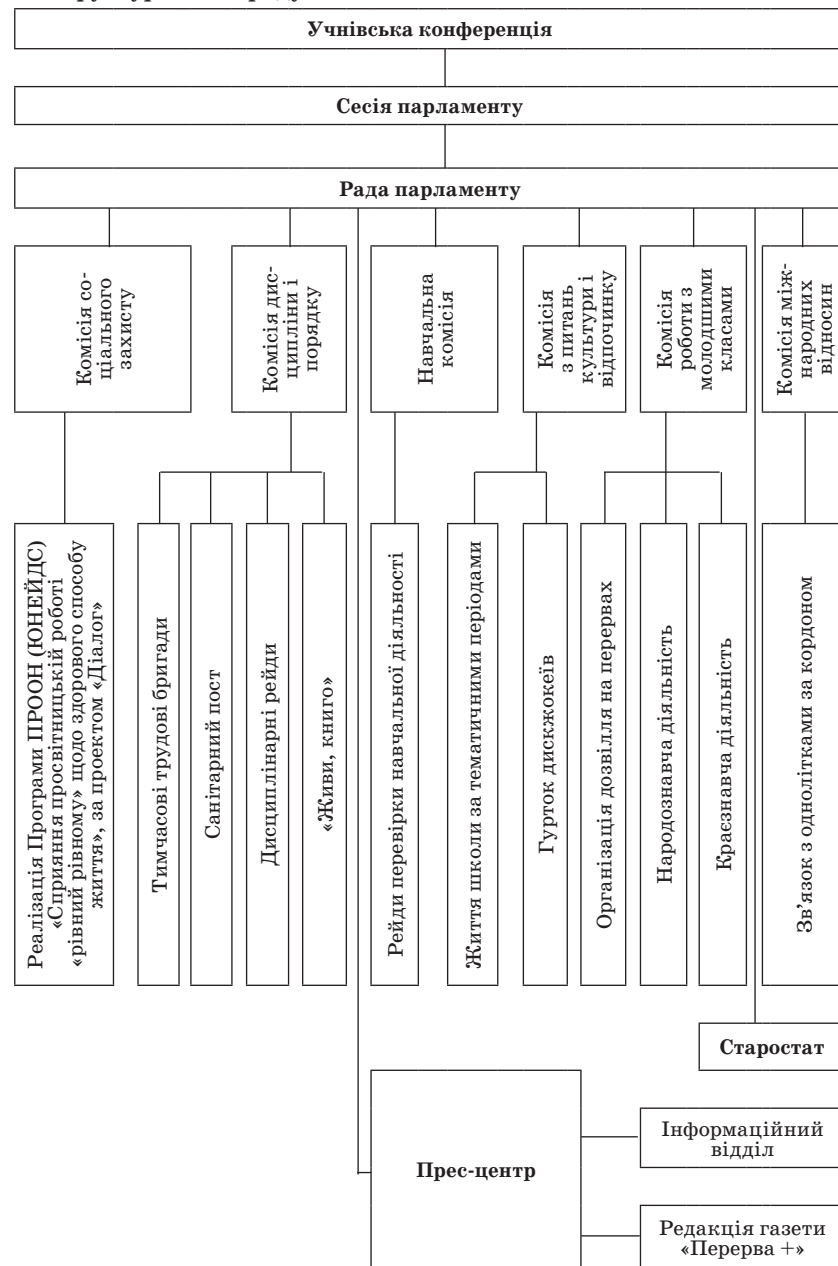 Учнівська конференція
Сесія парламенту
Рада парламенту
Комісія со-
ціального
захисту
Комісія дис-
ципліни і
порядку
Навчальна
комісія
Комісія
з питань
культури і
відпочинку
Комісія
роботи з
молодшими
класами
Комісія між-
народних
відносин
Реалізація Програми ПРООН (ЮНЕЙДС)
«Сприяння просвітницькій роботі
«рівний рівному» щодо здорового способу
життя», за проектом «Діалог»
Тимчасові трудові бригади
Санітарний пост
Дисциплінарні рейди
«Живи, книго»
Рейди перевірки навчальної діяльності
Життя школи за тематичними періодами
Гурток дискжокеїв
Організація дозвілля на перервах
Народознавча діяльність
Краєзнавча діяльність
Зв’язок з однолітками за кордоном
Старостат
Прес-центр
Інформаційний
відділ
Редакція газети
«Перерва +»